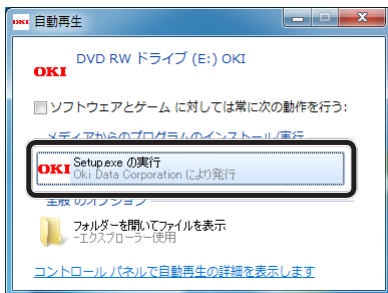 OKI 自動再生
DVD RW ドライブ (E:) OKI
OKI
ソフトウェアとゲーム に対しては常に次の動作を行う:
メディアからのプログラムのインストール/実行
OKI Setup.exe の実行
Oki Data Corporation により発行
全般 のオプション
フォルダーを開いてファイルを表示
-エクスプローラー使用
コントロール パネルで自動再生の詳細を表示します